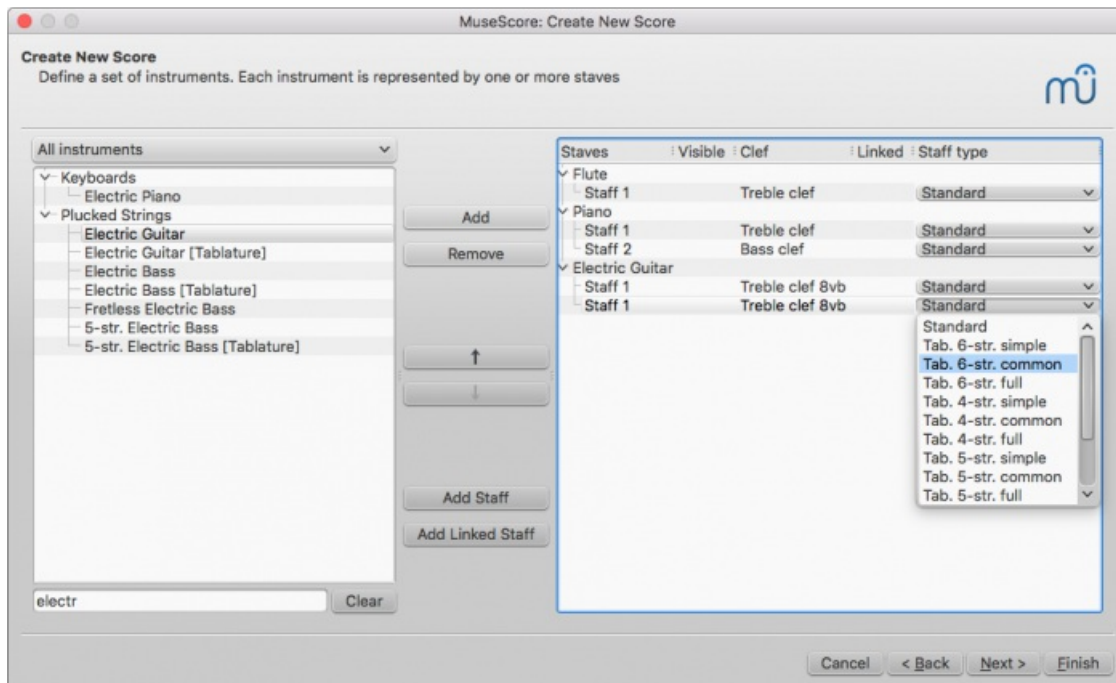 MuseScore: Create New Score
Create New Score
Define a set of instruments. Each instrument is represented by one or more staves
All instruments
Keyboards
Electric Piano
Plucked Strings
Electric Guitar
Electric Guitar [Tablature]
Electric Bass
Electric Bass [Tablature]
Fretless Electric Bass
5-str. Electric Bass
5-str. Electric Bass [Tablature]
electr
Clear
Add
Remove
Add Staff
Add Linked Staff
Staves Visible Clef Linked Staff type
Flute
Staff 1 Treble clef Standard
Piano
Staff 1 Treble clef Standard
Staff 2 Bass clef Standard
Electric Guitar
Staff 1 Treble clef 8vb Standard
Staff 1 Treble clef 8vb Standard
Standard
Tab. 6-str. simple
Tab. 6-str. common
Tab. 6-str. full
Tab. 4-str. simple
Tab. 4-str. common
Tab. 4-str. full
Tab. 5-str. simple
Tab. 5-str. common
Tab. 5-str. full
Cancel < Back Next > Finish